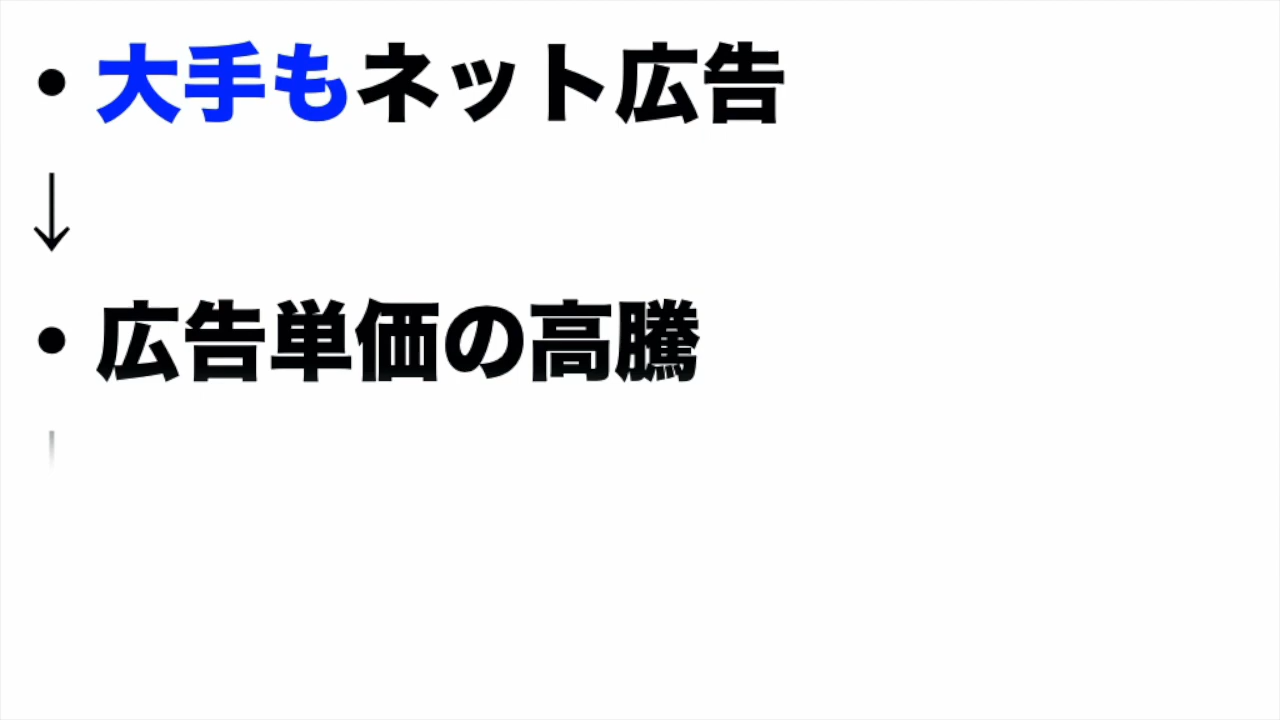 • 大手もネット広告
↓
• 広告単価の高騰